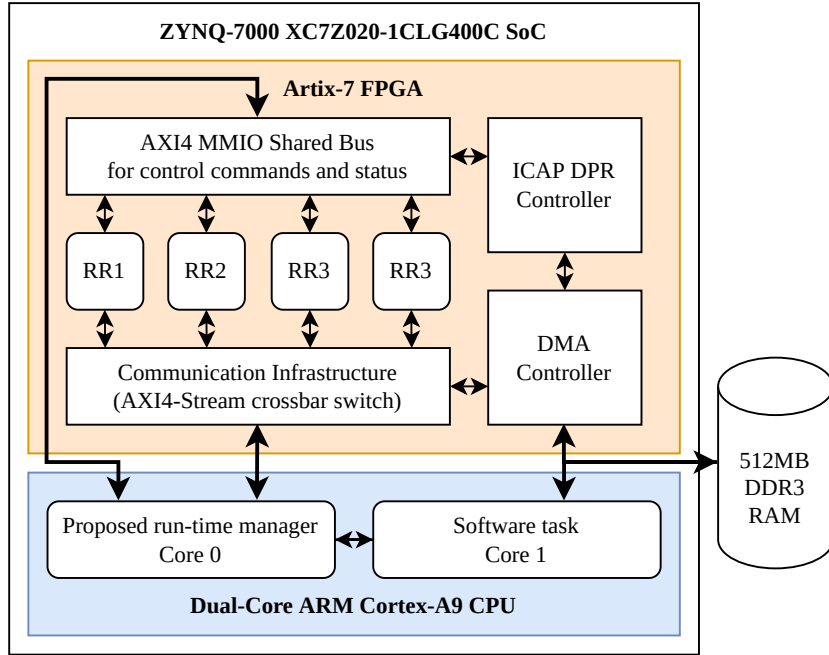 ZYNQ-7000 XC7Z020-1CLG400C SoC
Artix-7 FPGA
AXI4 MMIO Shared Bus
for control commands and status
ICAP DPR
Controller
RR1
RR2
RR3
RR3
Communication Infrastructure
(AXI4-Stream crossbar switch)
DMA
Controller
512MB
DDR3
RAM
Proposed run-time manager
Core 0
Software task
Core 1
Dual-Core ARM Cortex-A9 CPU